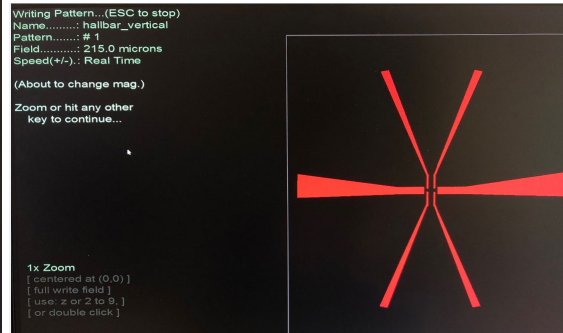 Writing Pattern...(ESC to stop)
Name.........: hallbar_vertical
Pattern.......: # 1
Field...........: 215.0 microns
Speed(+/-).: Real Time
(About to change mag.)
Zoom or hit any other
key to continue...
1x Zoom
[ centered at (0,0) ]
[ full write field ]
[ use: z or 2 to 9, ]
[ or double click ]